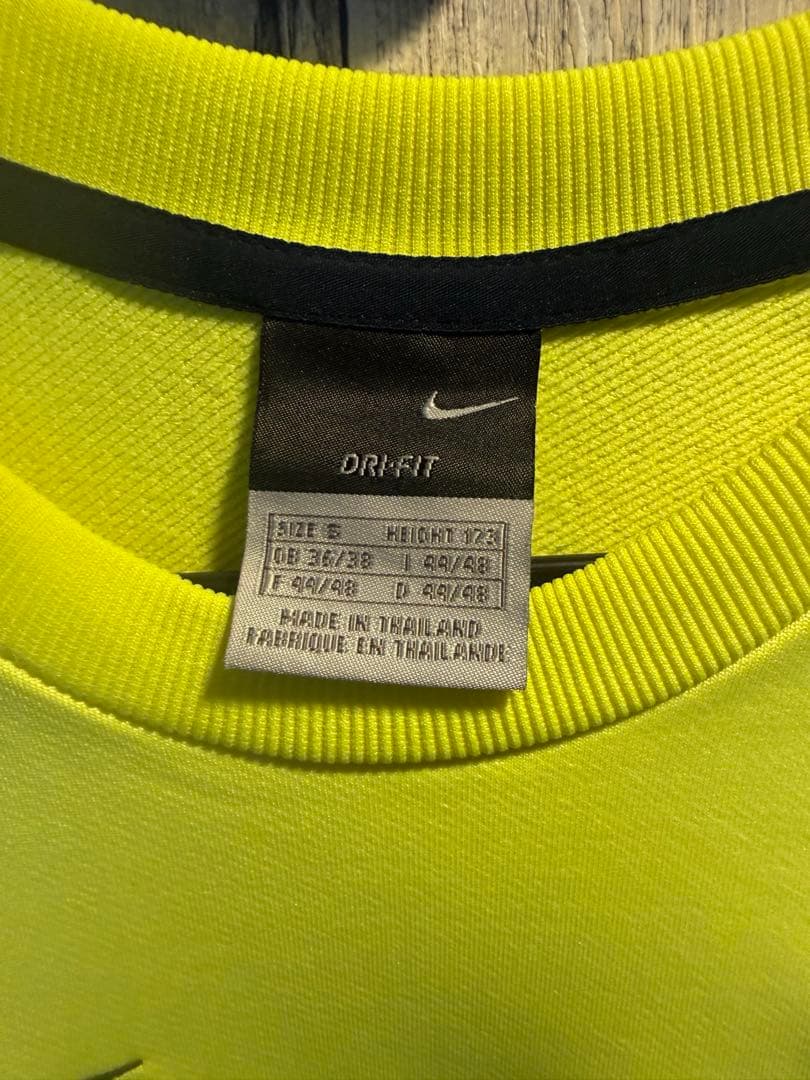 DRI-FIT
SIZE S HEIGHT 173
GB 36/38 I 44/48
F 44/48 D 44/48
MADE IN THAILAND
FABRIQUE EN THAILANDE